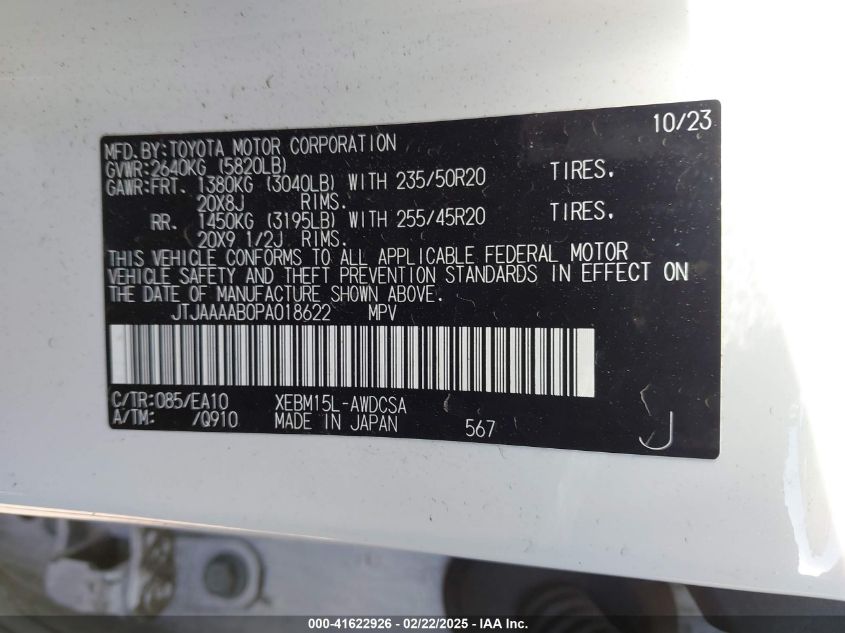 10/23
MFD.BY:TOYOTA MOTOR CORPORATION
GVWR:2640KG (5820LB)
GAWR:FRT. 1380KG (3040LB) WITH 235/50R20 TIRES.
20X8J RIMS.
RR. 1450KG (3195LB) WITH 255/45R20 TIRES.
20X9 1/2J RIMS.
THIS VEHICLE CONFORMS TO ALL APPLICABLE FEDERAL MOTOR
VEHICLE SAFETY AND THEFT PREVENTION STANDARDS IN EFFECT ON
THE DATE OF MANUFACTURE SHOWN ABOVE.
JTJAAAAB0PA018622 MPV
C/TR:085/EA10 XEBM15L-AWDCSA
A/TM: /Q910 MADE IN JAPAN 567 J
000-41622926 - 02/22/2025 - IAA Inc.